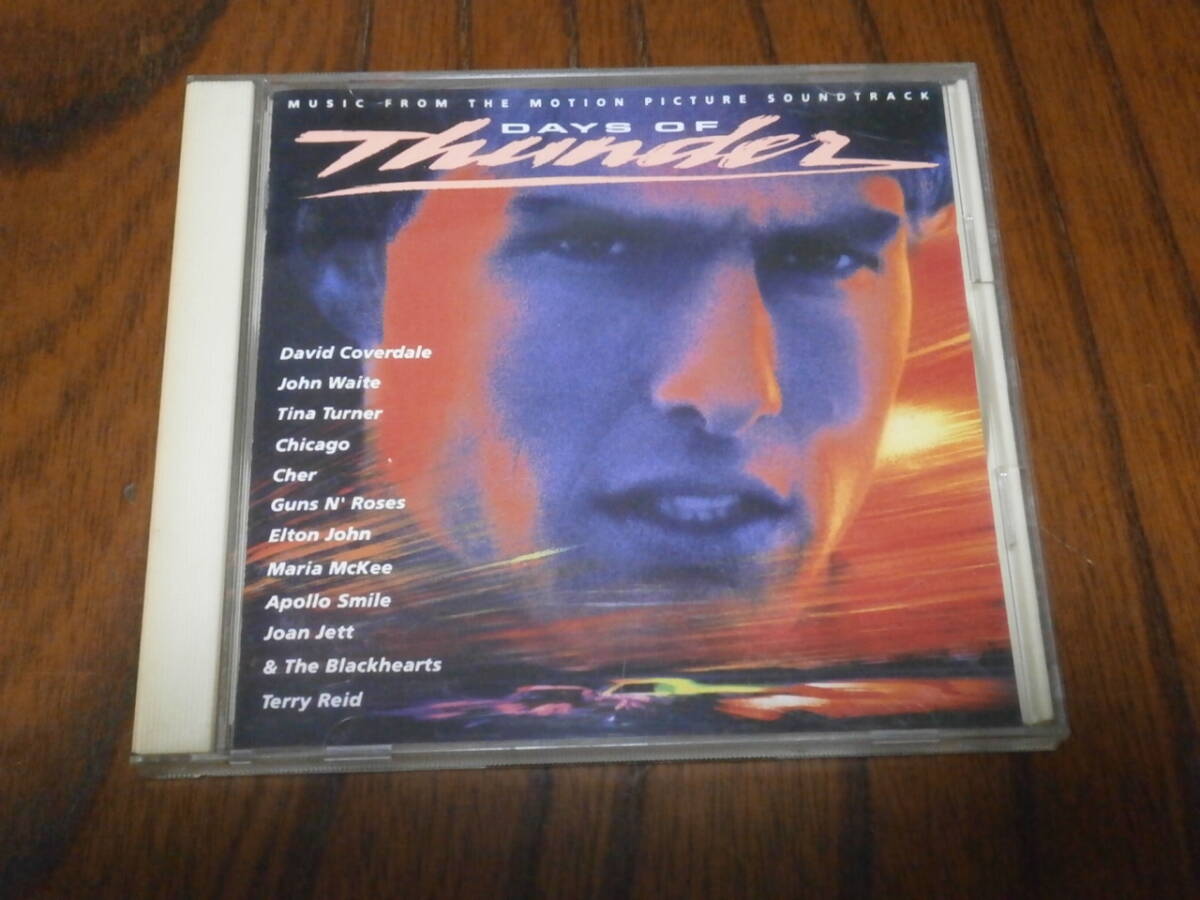 MUSIC FROM THE MOTION PICTURE SOUNDTRACK
DAYS OF
Thunder
David Coverdale
John Waite
Tina Turner
Chicago
Cher
Guns N' Roses
Elton John
Maria McKee
Apollo Smile
Joan Jett
& The Blackhearts
Terry Reid